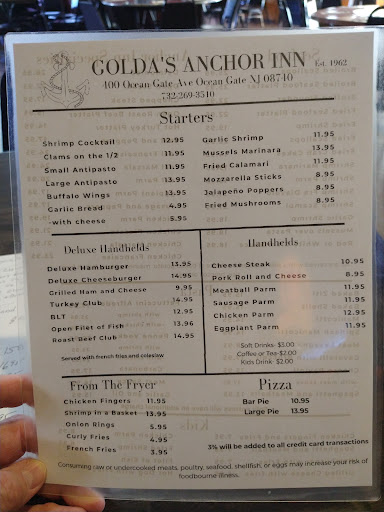 GOLDA'S ANCHOR INN Est. 1962
400 Ocean Gate Ave Ocean Gate NJ 08740
732-269-3510
Starters
Shrimp Cocktail 12.95
Clams on the 1/2 11.95
Small Antipasto 11.95
Large Antipasto 13.95
Buffalo Wings 13.95
Garlic Bread 4.95
-with cheese 5.95
Garlic Shrimp 11.95
Mussels Marinara 13.95
Fried Calamari 11.95
Mozzarella Sticks 8.95
Jalapeño Poppers 8.95
Fried Mushrooms 8.95
Deluxe Handhelds
Deluxe Hamburger 13.95
Deluxe Cheeseburger 14.95
Grilled Ham and Cheese 9.95
Turkey Club 14.95
BLT 12.95
Open Filet of Fish 13.96
Roast Beef Club 14.95
Served with french fries and coleslaw
Handhelds
Cheese Steak 10.95
Pork Roll and Cheese 8.95
Meatball Parm 11.95
Sausage Parm 11.95
Chicken Parm 12.95
Eggplant Parm 11.95
Soft Drinks- $3.00
Coffee or Tea-$2.00
Kids Drink- $2.00
From The Fryer
Chicken Fingers 11.95
Shrimp in a Basket 13.95
Onion Rings 5.95
Curly Fries 4.95
French Fries 3.95
Pizza
Bar Pie 10.95
Large Pie 13.95
3% will be added to all credit card transactions
Consuming raw or undercooked meats, poultry, seafood, shellfish, or eggs may increase your risk of
foodbourne illness.